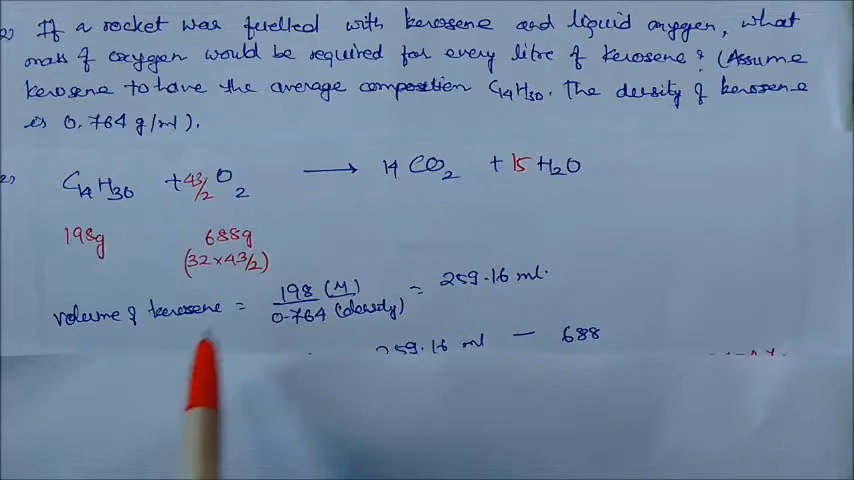 2) If a rocket was fuelled with kerosene and liquid oxygen, what
mass of oxygen would be required for every litre of kerosene? (Assume
kerosene to have the average composition C₁₄H₃₀. The density of kerosene
is 0.764 g/ml).
2) C₁₄H₃₀ + 43/2 O₂ → 14 CO₂ + 15 H₂O
198g 688g
(32×43/2)
volume of kerosene = 198 (M) / 0.764 (density) = 259.16 ml.
259.16 ml — 688